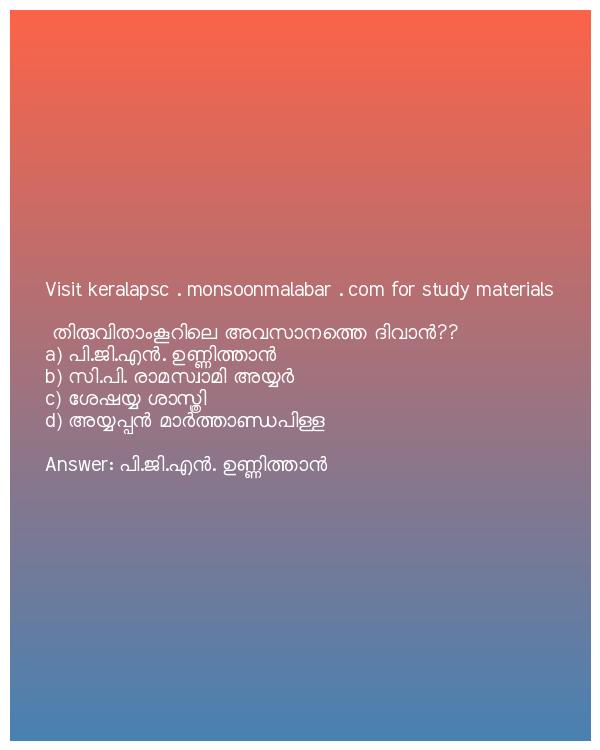 Visit keralapsc . monsoonmalabar . com for study materials
തിരുവിതാംകൂറിലെ അവസാനത്തെ ദിവാൻ??
a) പി.ജി.എൻ. ഉണ്ണിത്താൻ
b) സി.പി. രാമസ്വാമി അയ്യർ
c) ശേഷയ്യ ശാസ്ത്രി
d) അയ്യപ്പൻ മാർത്താണ്ഡപിള്ള
Answer: പി.ജി.എൻ. ഉണ്ണിത്താൻ